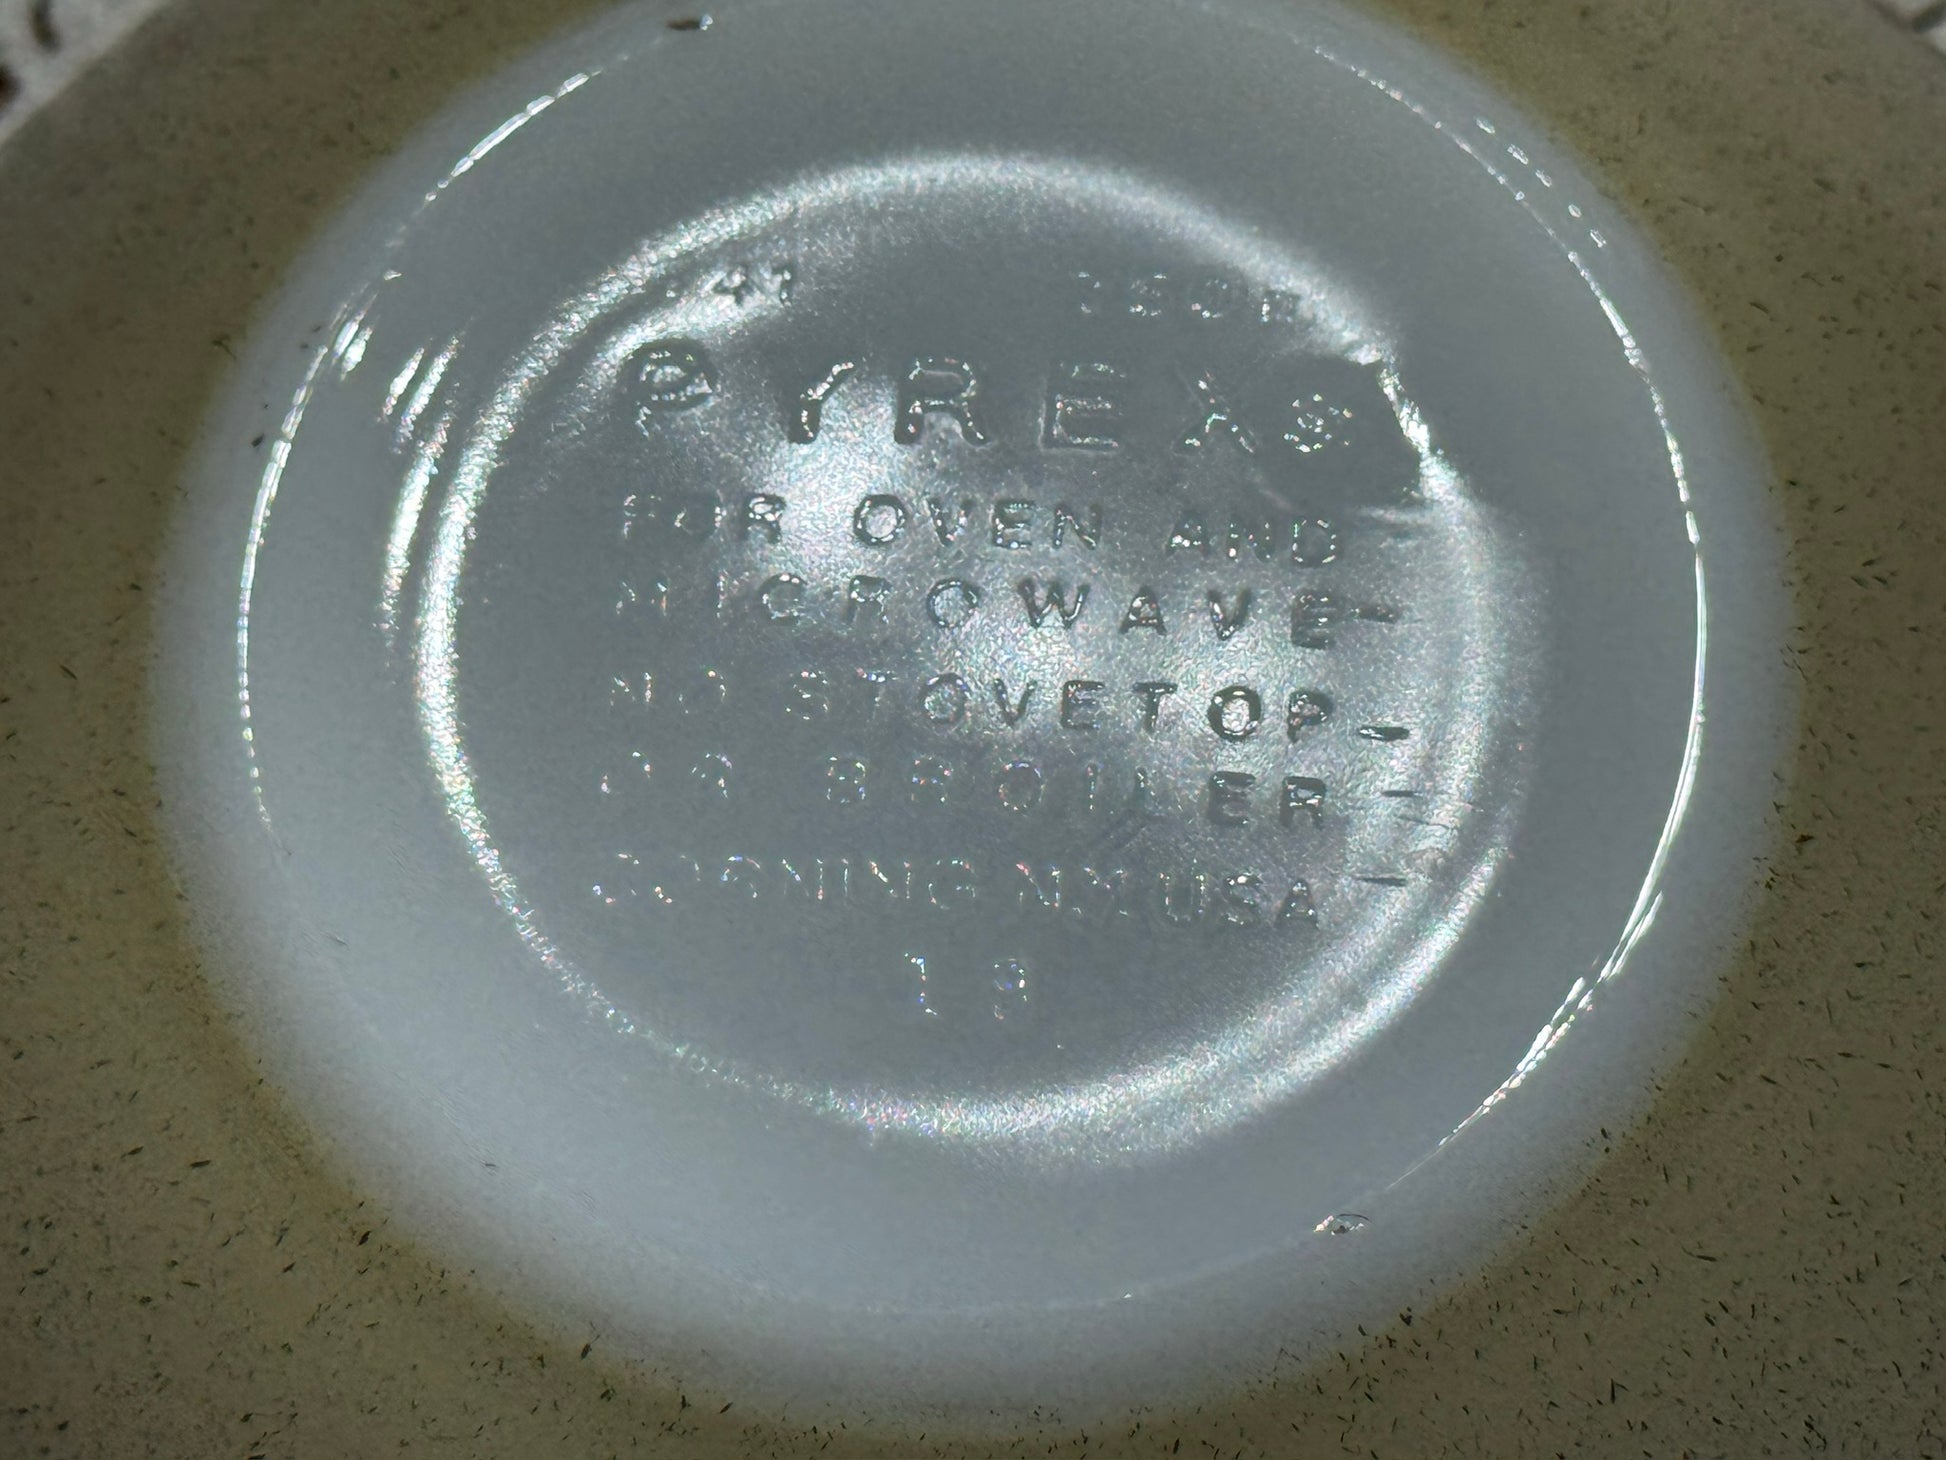 PYREX®
FOR OVEN AND
MICROWAVE
NO STOVETOP
OR BROILER
CORNING NY USA